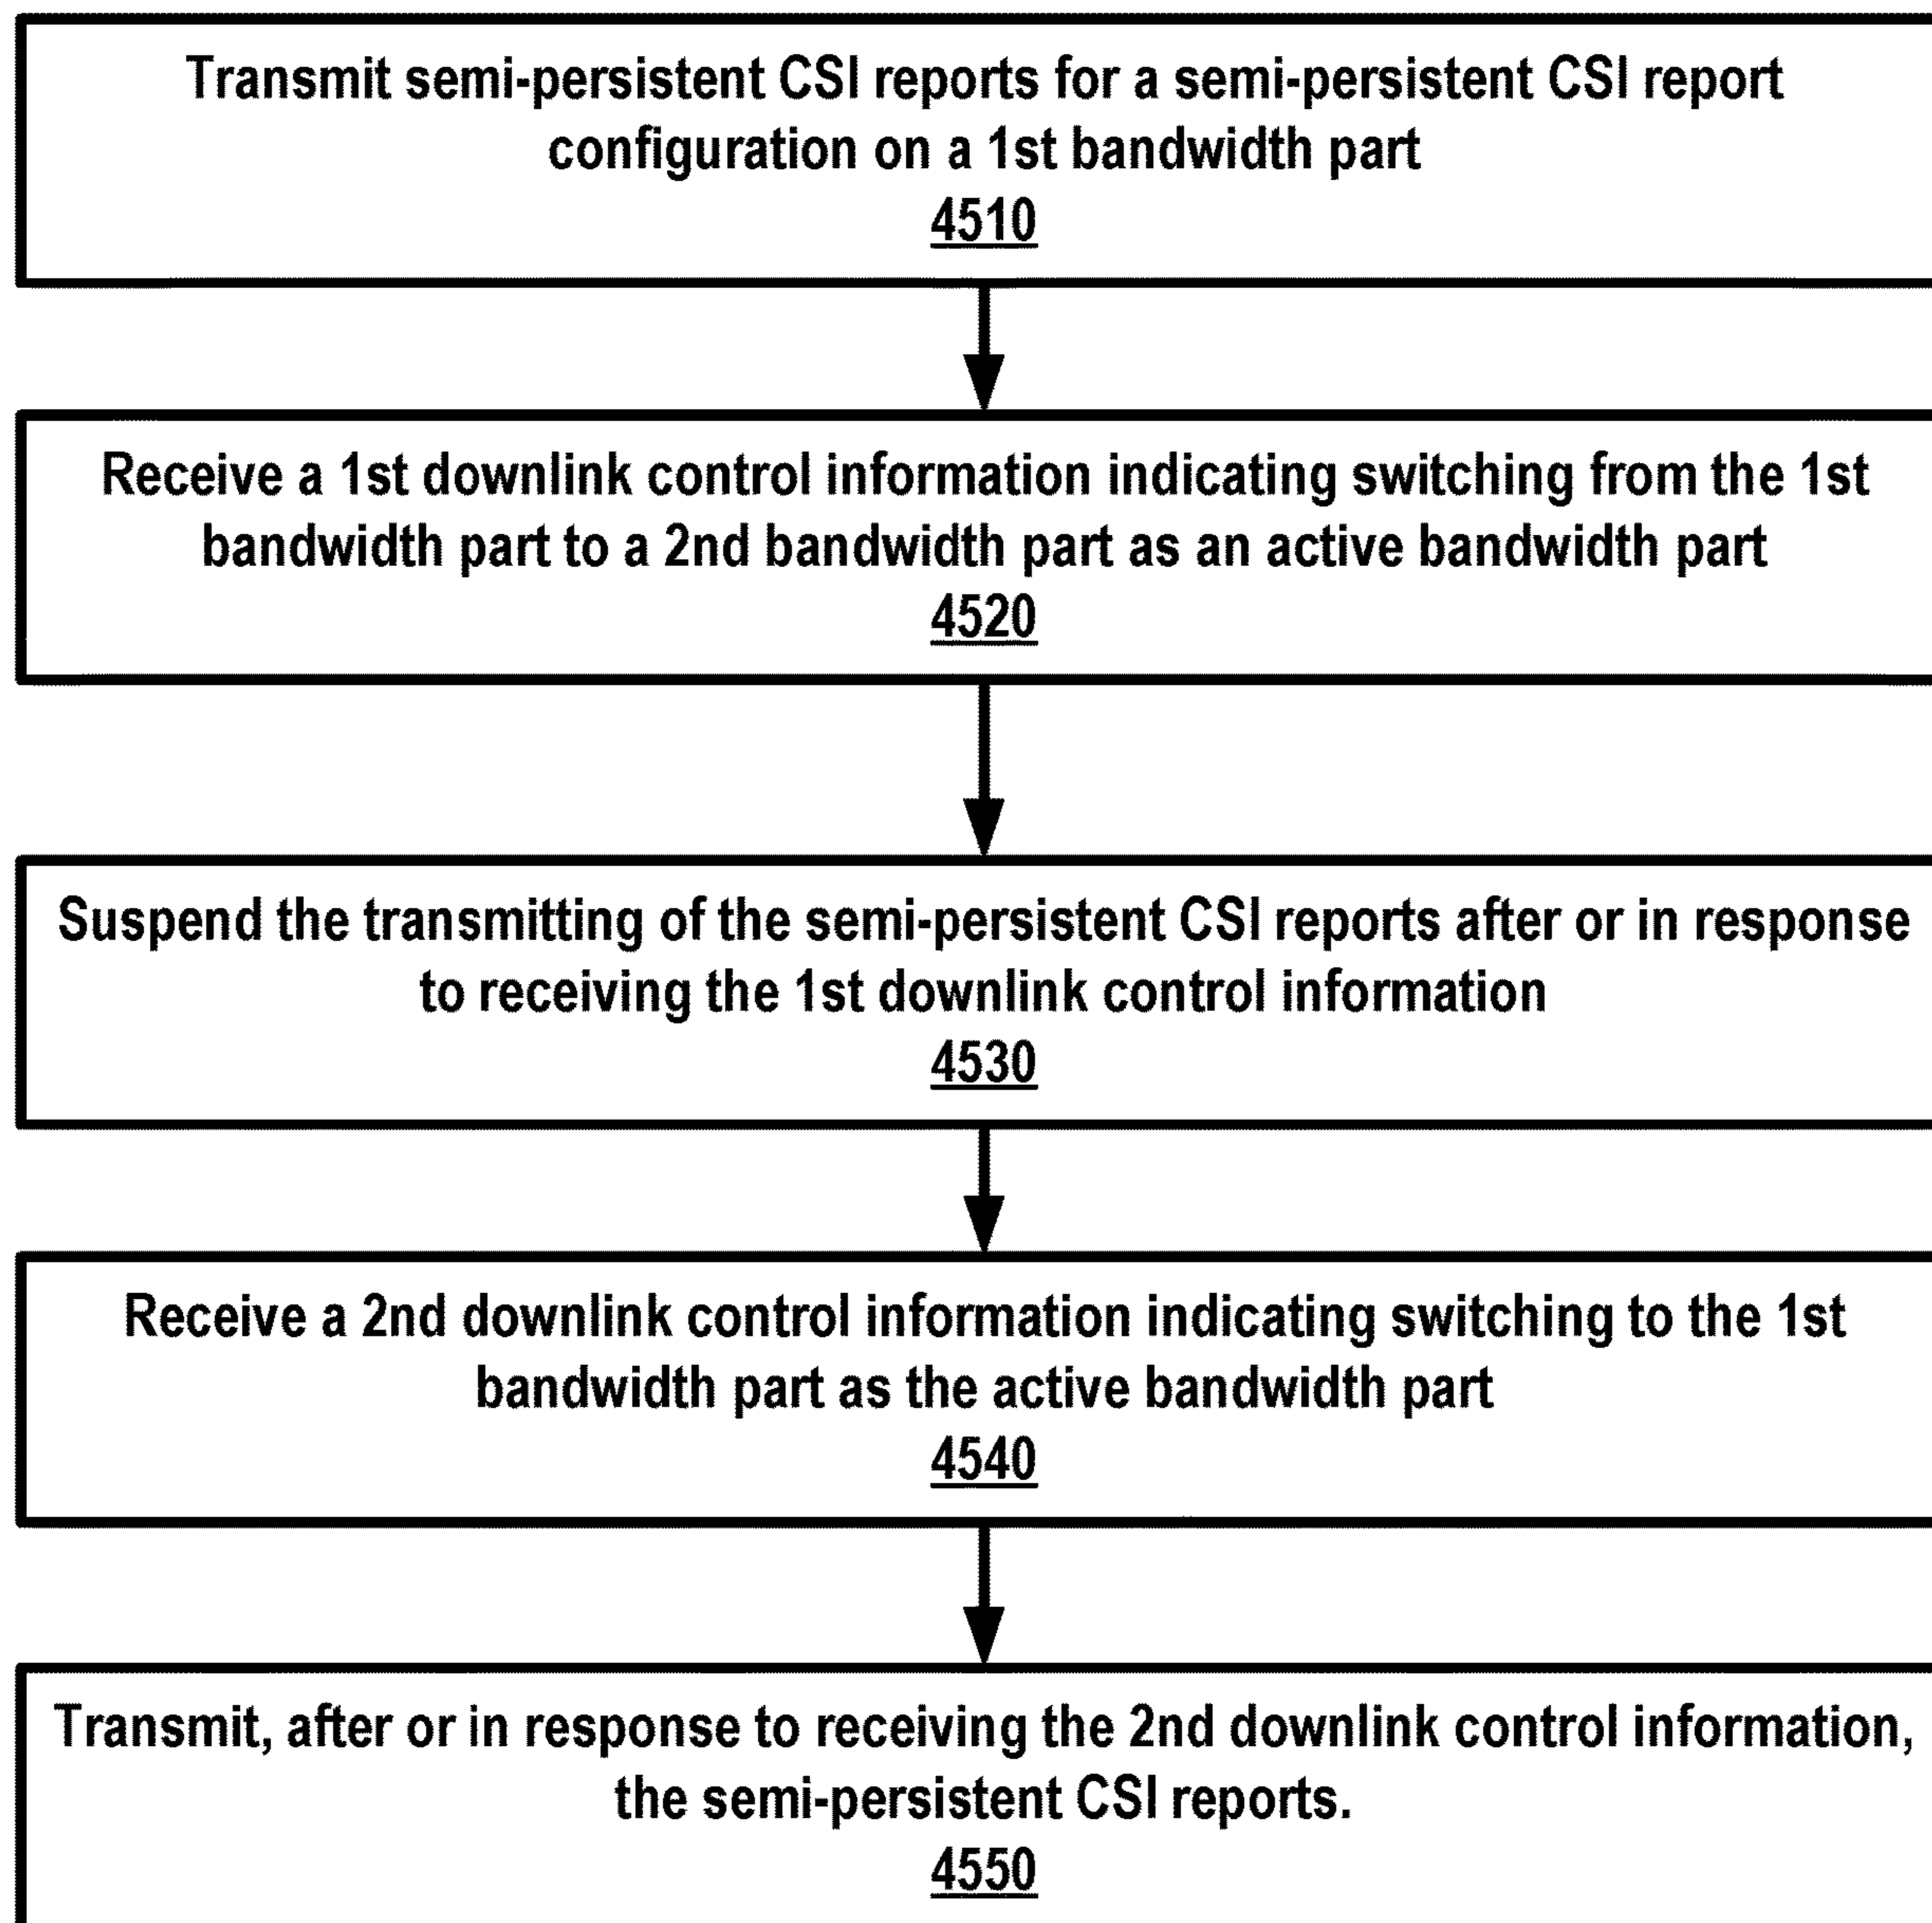 Transmit semi-persistent CSI reports for a semi-persistent CSI report
configuration on a 1st bandwidth part
4510
Receive a 1st downlink control information indicating switching from the 1st
bandwidth part to a 2nd bandwidth part as an active bandwidth part
4520
Suspend the transmitting of the semi-persistent CSI reports after or in response
to receiving the 1st downlink control information
4530
Receive a 2nd downlink control information indicating switching to the 1st
bandwidth part as the active bandwidth part
4540
Transmit, after or in response to receiving the 2nd downlink control information,
the semi-persistent CSI reports.
4550